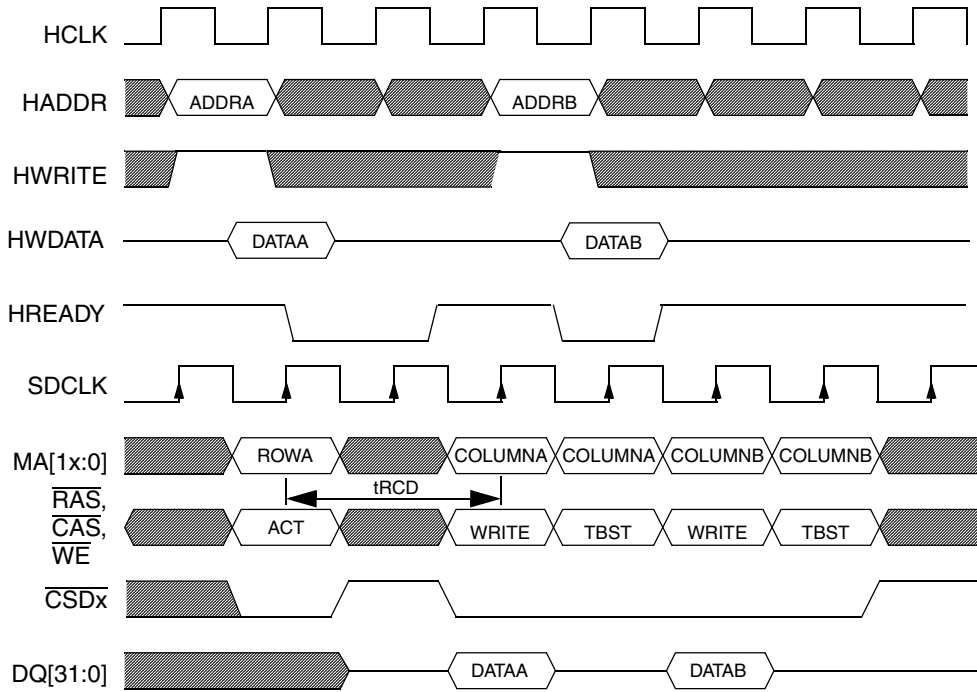 HCLK
HADDR ADDRA ADDRB
HWRITE
HWDATA DATAA DATAB
HREADY
SDCLK
MA[1x:0] ROWA COLUMNA COLUMNA COLUMNB COLUMNB
tRCD
RAS,
CAS, ACT WRITE TBST WRITE TBST
WE
CSDx
DQ[31:0] DATAA DATAB